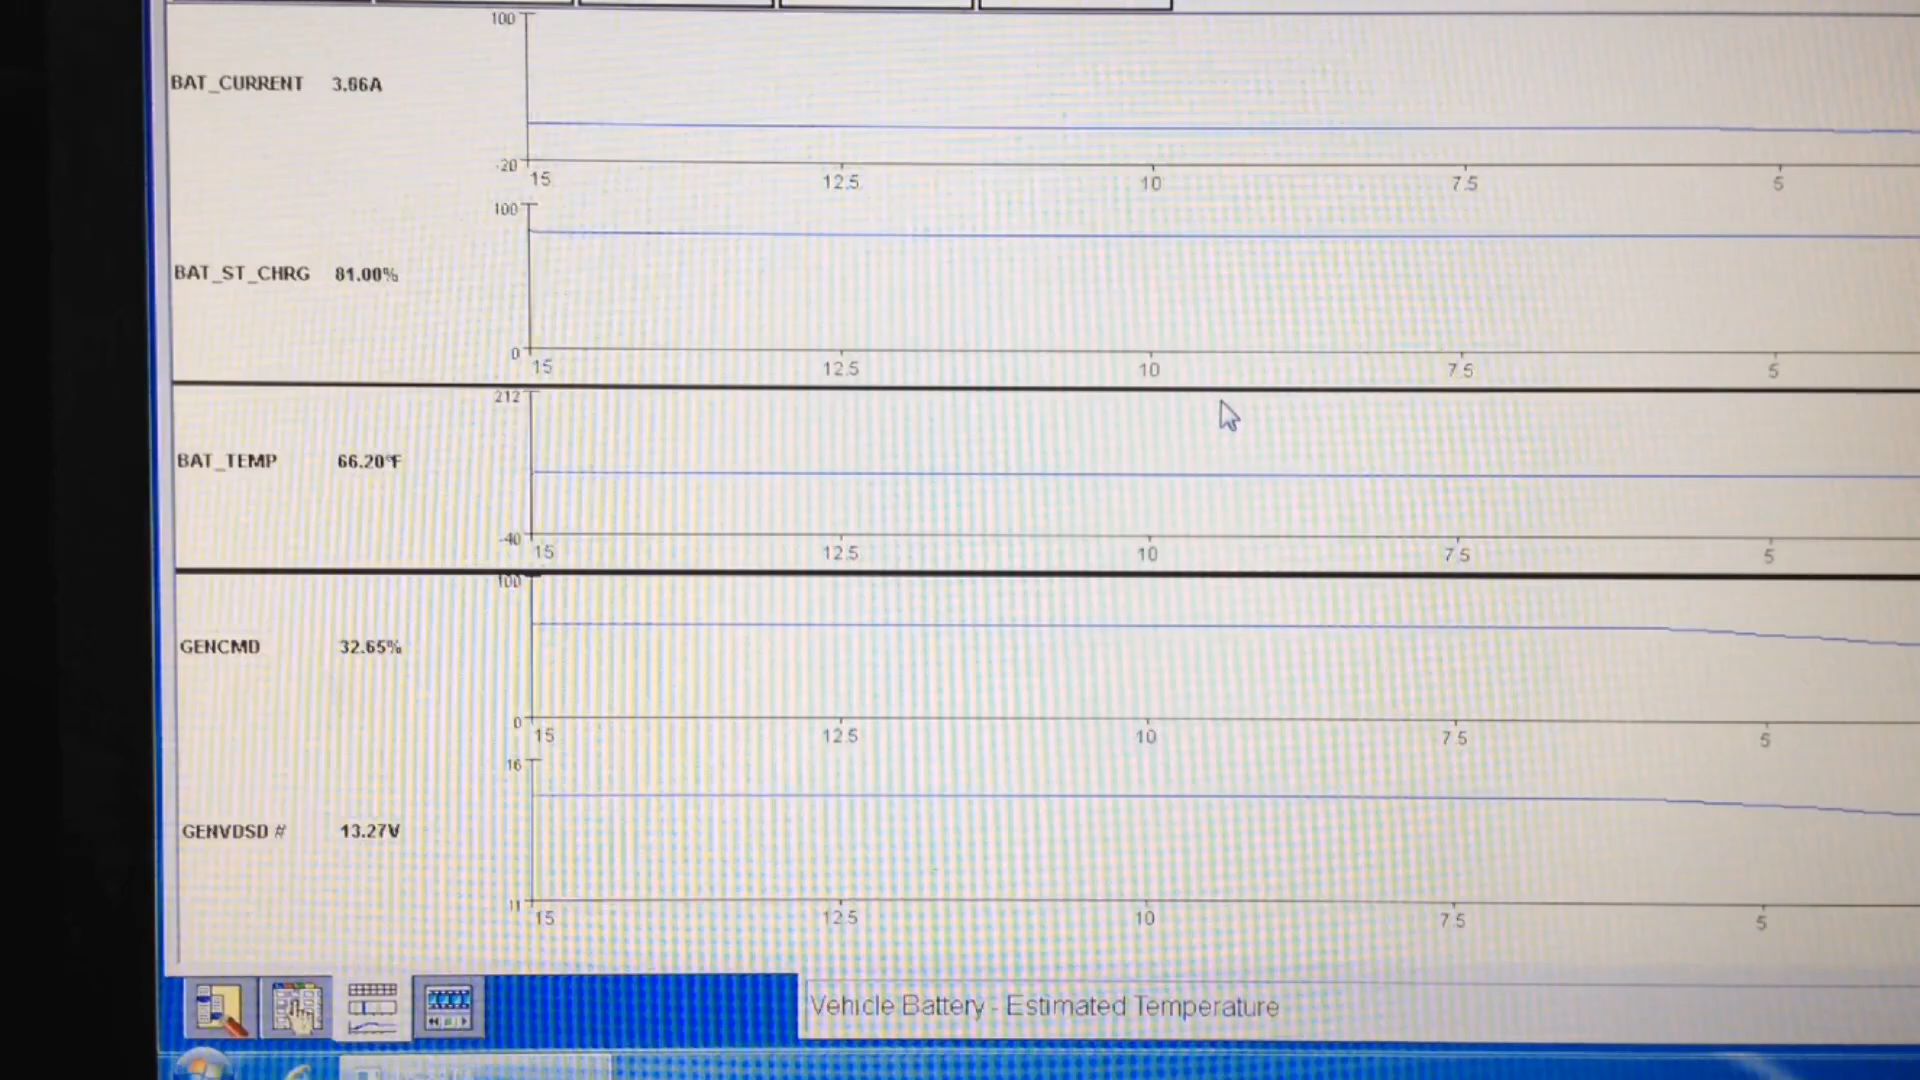 100
BAT_CURRENT 3.66A
-20
15 12.5 10 7.5 5
100
BAT_ST_CHRG 81.00%
0
15 12.5 10 7.5 5
212
BAT_TEMP 66.20°F
-40
15 12.5 10 7.5 5
100
GENCMD 32.65%
0
15 12.5 10 7.5 5
16
GENVDSD # 13.27V
11
15 12.5 10 7.5 5
Vehicle Battery - Estimated Temperature